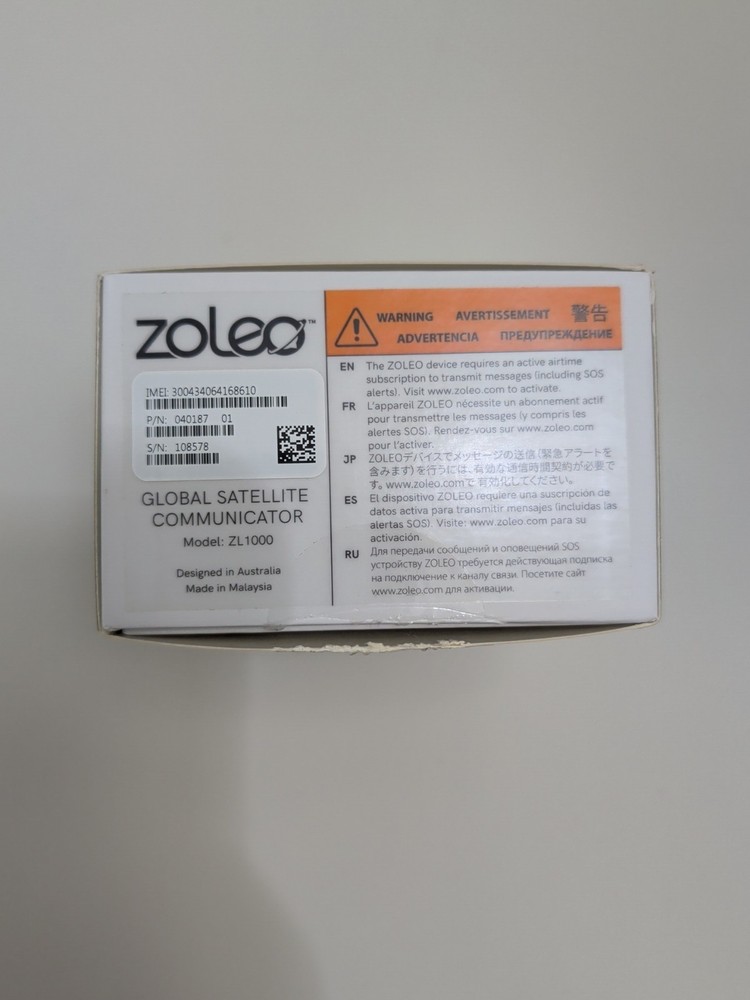 ZOLEO™
IMEI: 300434064168610
P/N: 040187 01
S/N: 108578
GLOBAL SATELLITE
COMMUNICATOR
Model: ZL1000
Designed in Australia
Made in Malaysia
WARNING AVERTISSEMENT 警告
ADVERTENCIA ПРЕДУПРЕЖДЕНИЕ
EN The ZOLEO device requires an active airtime
subscription to transmit messages (including SOS
alerts). Visit www.zoleo.com to activate.
FR L'appareil ZOLEO nécessite un abonnement actif
pour transmettre les messages (y compris les
alertes SOS). Rendez-vous sur www.zoleo.com
pour l'activer.
JP ZOLEOデバイスでメッセージの送信(緊急アラートを
含みます)を行うには、有効な通信時間契約が必要で
す。www.zoleo.comで有効化してください。
ES El dispositivo ZOLEO requiere una suscripción de
datos activa para transmitir mensajes (incluidas las
alertas SOS). Visite: www.zoleo.com para su
activación.
RU Для передачи сообщений и оповещений SOS
устройству ZOLEO требуется действующая подписка
на подключение к каналу связи. Посетите сайт
www.zoleo.com для активации.